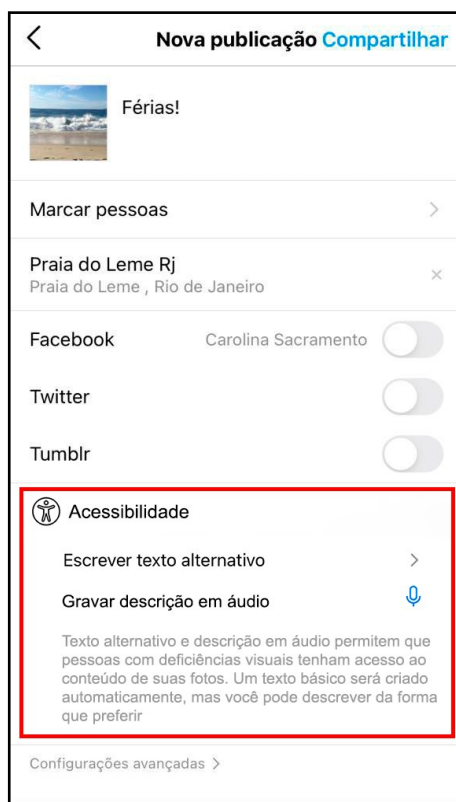 Nova publicação Compartilhar
Férias!
Marcar pessoas
Praia do Leme Rj
Praia do Leme , Rio de Janeiro
Facebook Carolina Sacramento
Twitter
Tumblr
Acessibilidade
Escrever texto alternativo
Gravar descrição em áudio
Texto alternativo e descrição em áudio permitem que
pessoas com deficiências visuais tenham acesso ao
conteúdo de suas fotos. Um texto básico será criado
automaticamente, mas você pode descrever da forma
que preferir
Configurações avançadas >